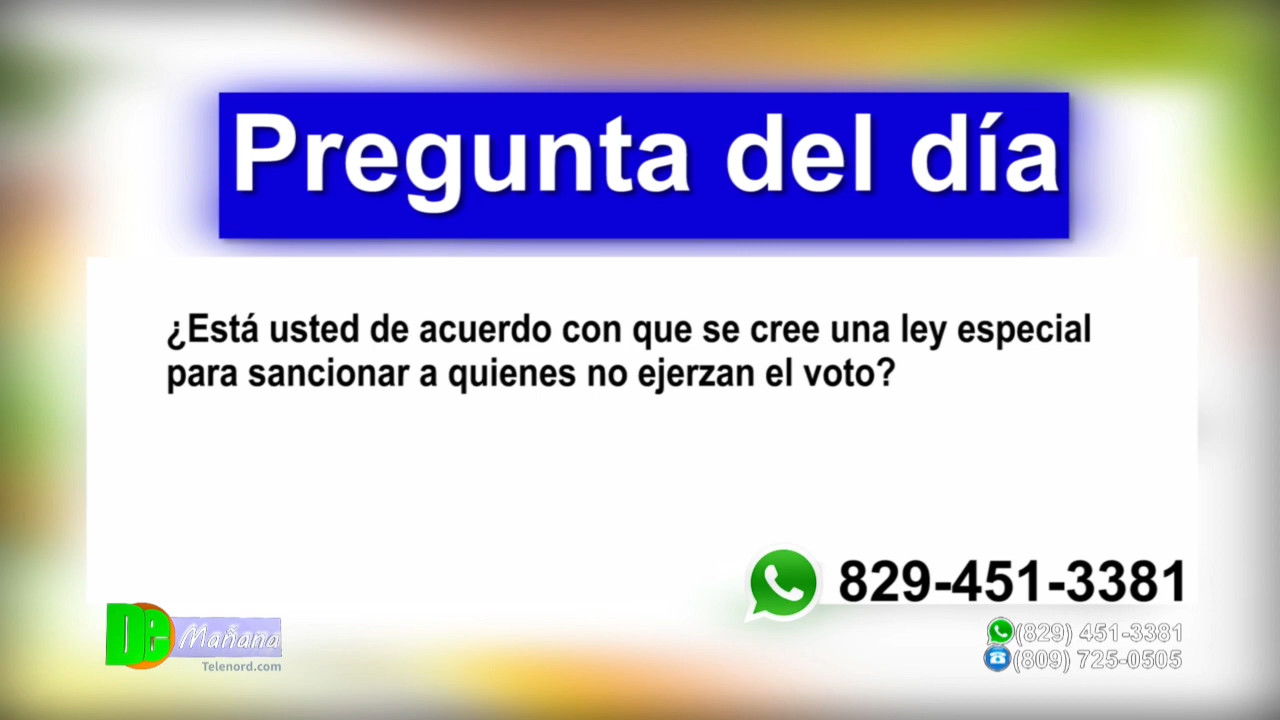 Pregunta del día
¿Está usted de acuerdo con que se cree una ley especial
para sancionar a quienes no ejerzan el voto?
829-451-3381
De Mañana
Telenord.com
(829) 451-3381
(809) 725-0505